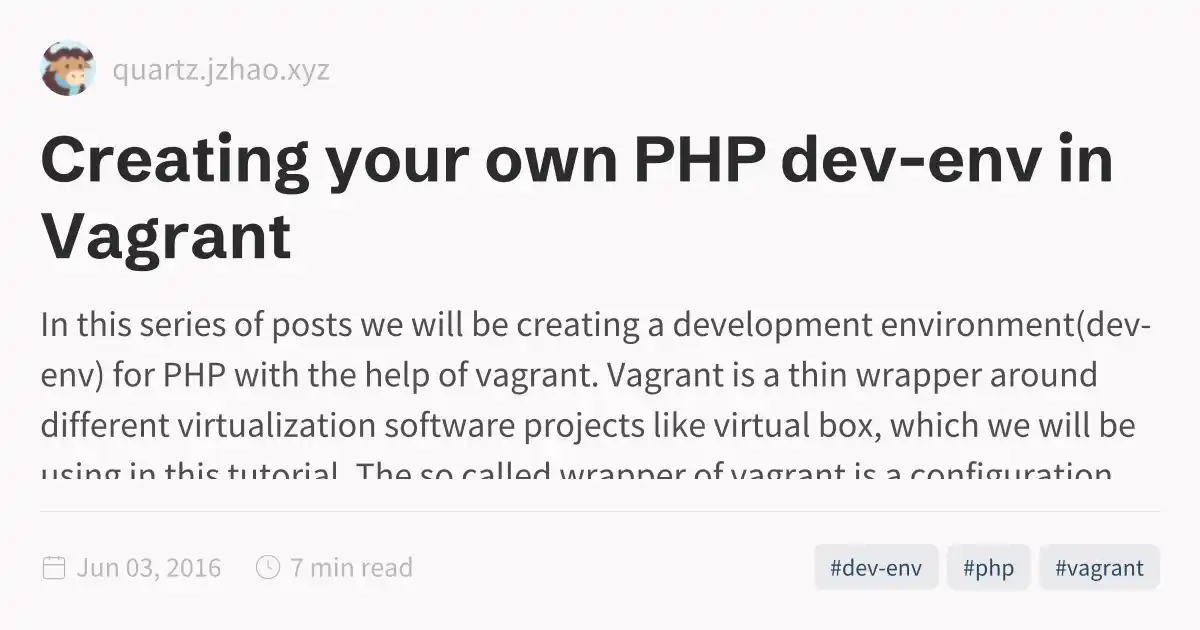 quartz.jzhao.xyz
Creating your own PHP dev-env in
Vagrant
In this series of posts we will be creating a development environment(dev-
env) for PHP with the help of vagrant. Vagrant is a thin wrapper around
different virtualization software projects like virtual box, which we will be
using in this tutorial. The so called wrapper of vagrant is a configuration
Jun 03, 2016
7 min read
#dev-env
#php
#vagrant